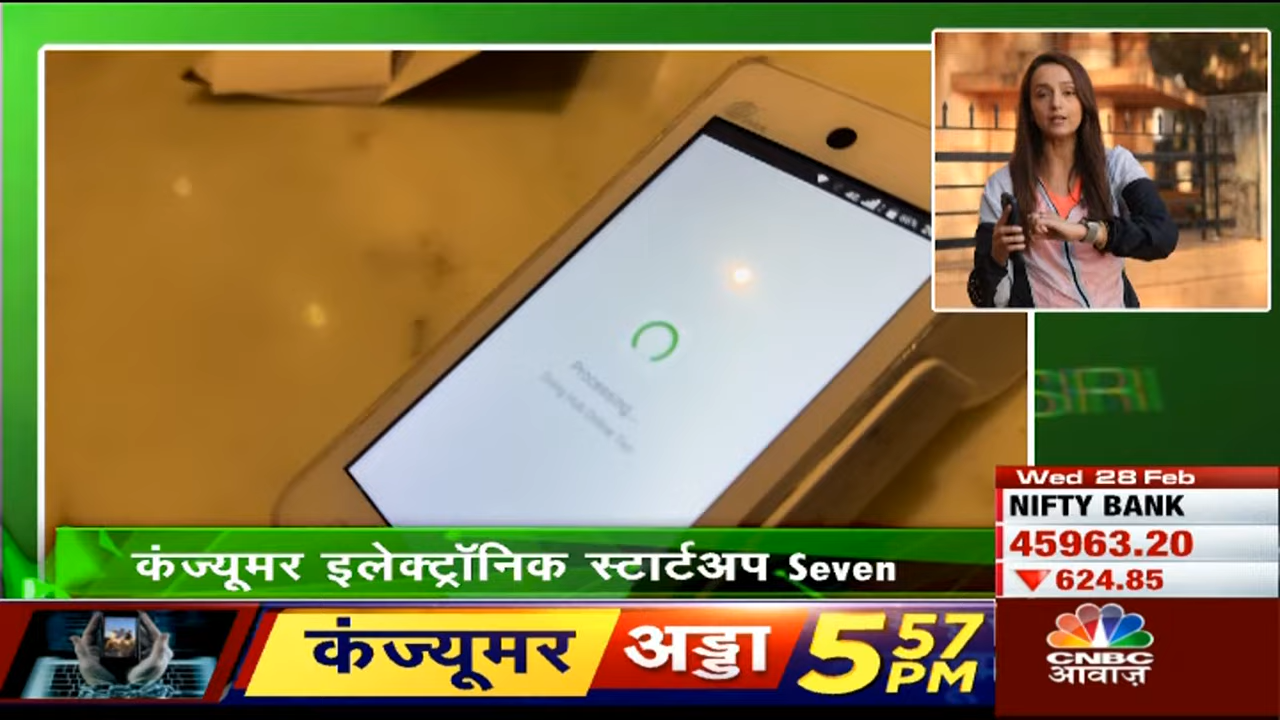 Processing...
SIRI
Wed 28 Feb
NIFTY BANK
45963.20
624.85
कंज्यूमर इलेक्ट्रॉनिक स्टार्टअप Seven
कंज्यूमर अड्डा 5 57 PM
CNBC
आवाज़